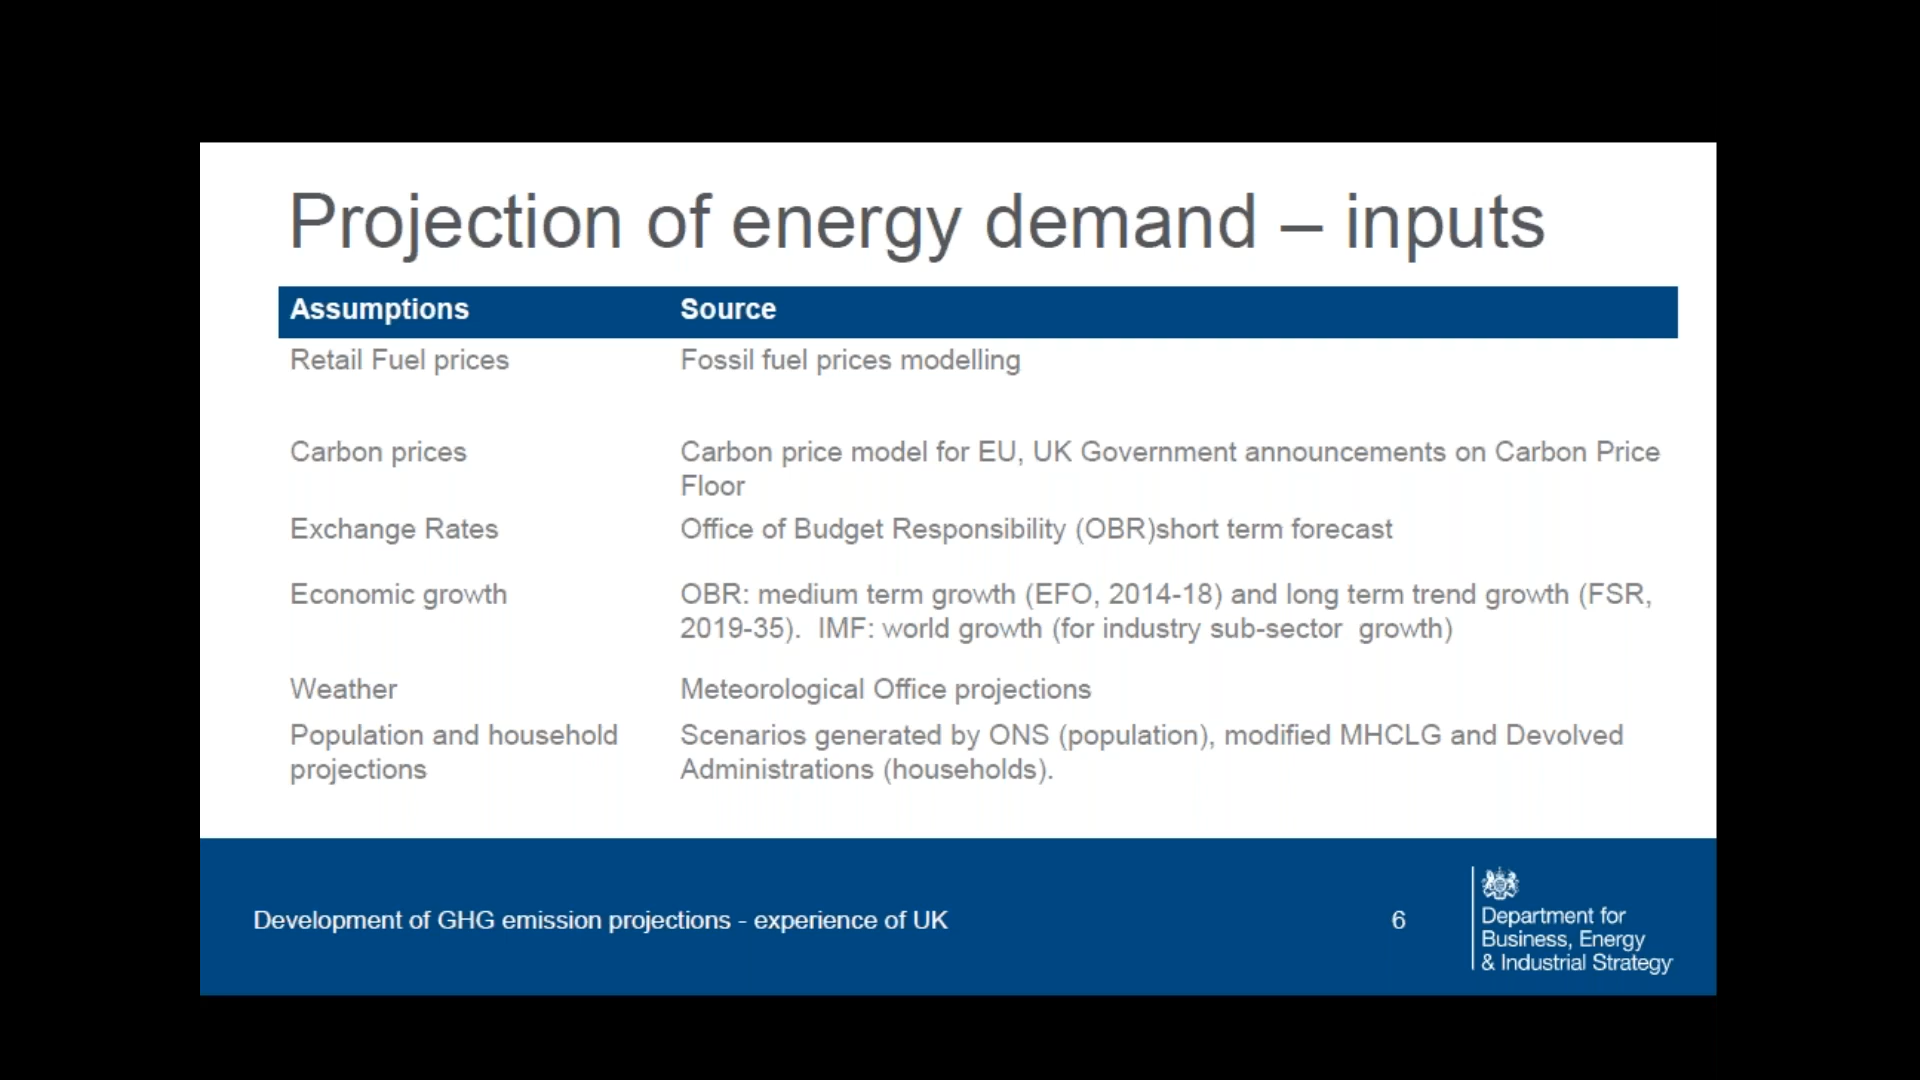 Projection of energy demand – inputs
Assumptions Source
Retail Fuel prices Fossil fuel prices modelling
Carbon prices Carbon price model for EU, UK Government announcements on Carbon Price
Floor
Exchange Rates Office of Budget Responsibility (OBR)short term forecast
Economic growth OBR: medium term growth (EFO, 2014-18) and long term trend growth (FSR,
2019-35). IMF: world growth (for industry sub-sector growth)
Weather Meteorological Office projections
Population and household Scenarios generated by ONS (population), modified MHCLG and Devolved
projections Administrations (households).
Development of GHG emission projections - experience of UK 6
Department for
Business, Energy
& Industrial Strategy